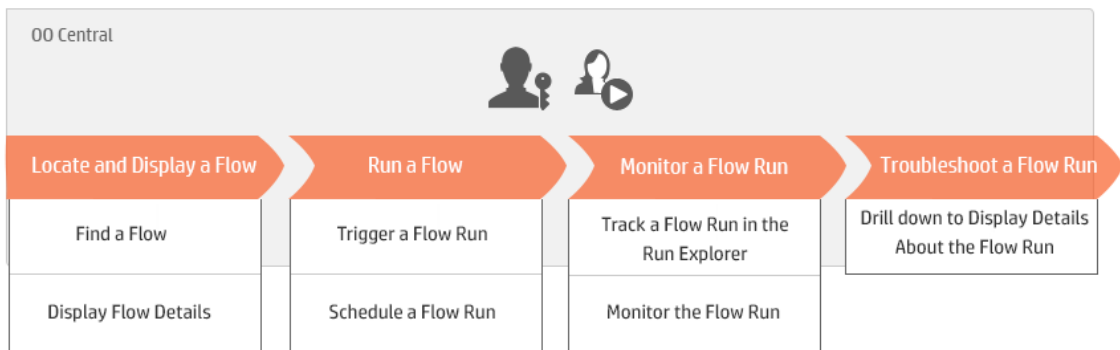 OO Central
Locate and Display a Flow
Run a Flow
Monitor a Flow Run
Troubleshoot a Flow Run
Find a Flow
Trigger a Flow Run
Track a Flow Run in the
Run Explorer
Drill down to Display Details
About the Flow Run
Display Flow Details
Schedule a Flow Run
Monitor the Flow Run